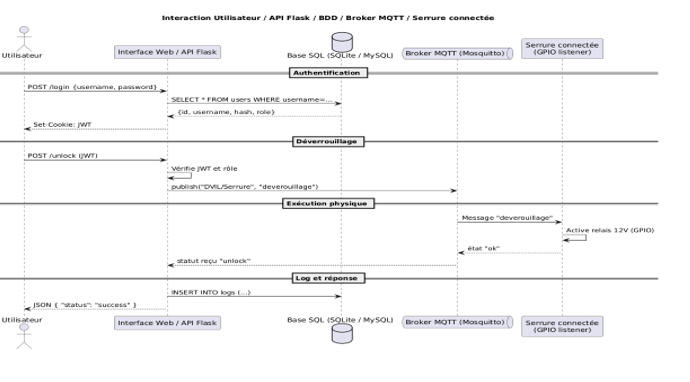 Interaction Utilisateur / API Flask / BDD / Broker MQTT / Serrure connectée
Utilisateur
Interface Web / API Flask
Base SQL (SQLite / MySQL)
Broker MQTT (Mosquitto)
Serrure connectée
(GPIO listener)
Authentification
POST /login {username, password}
SELECT * FROM users WHERE username=...
{id, username, hash, role}
Set-Cookie: JWT
Déverrouillage
POST /unlock (JWT)
Vérifie JWT et rôle
publish("DVIL/Serrure", "deverouillage")
Exécution physique
Message "deverouillage"
Active relais 12V (GPIO)
état "ok"
statut reçu "unlock"
Log et réponse
INSERT INTO logs (...)
JSON { "status": "success" }
Utilisateur
Interface Web / API Flask
Base SQL (SQLite / MySQL)
Broker MQTT (Mosquitto)
Serrure connectée
(GPIO listener)